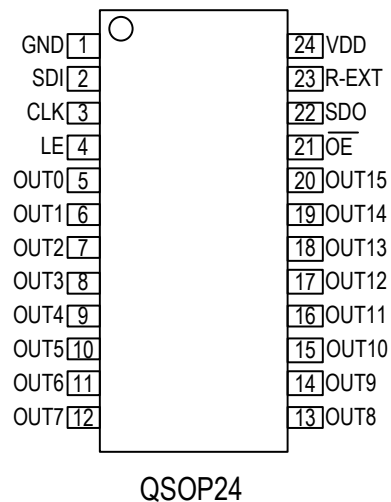 GND 1 24 VDD
SDI 2 23 R-EXT
CLK 3 22 SDO
LE 4 21 OE
OUT0 5 20 OUT15
OUT1 6 19 OUT14
OUT2 7 18 OUT13
OUT3 8 17 OUT12
OUT4 9 16 OUT11
OUT5 10 15 OUT10
OUT6 11 14 OUT9
OUT7 12 13 OUT8
QSOP24